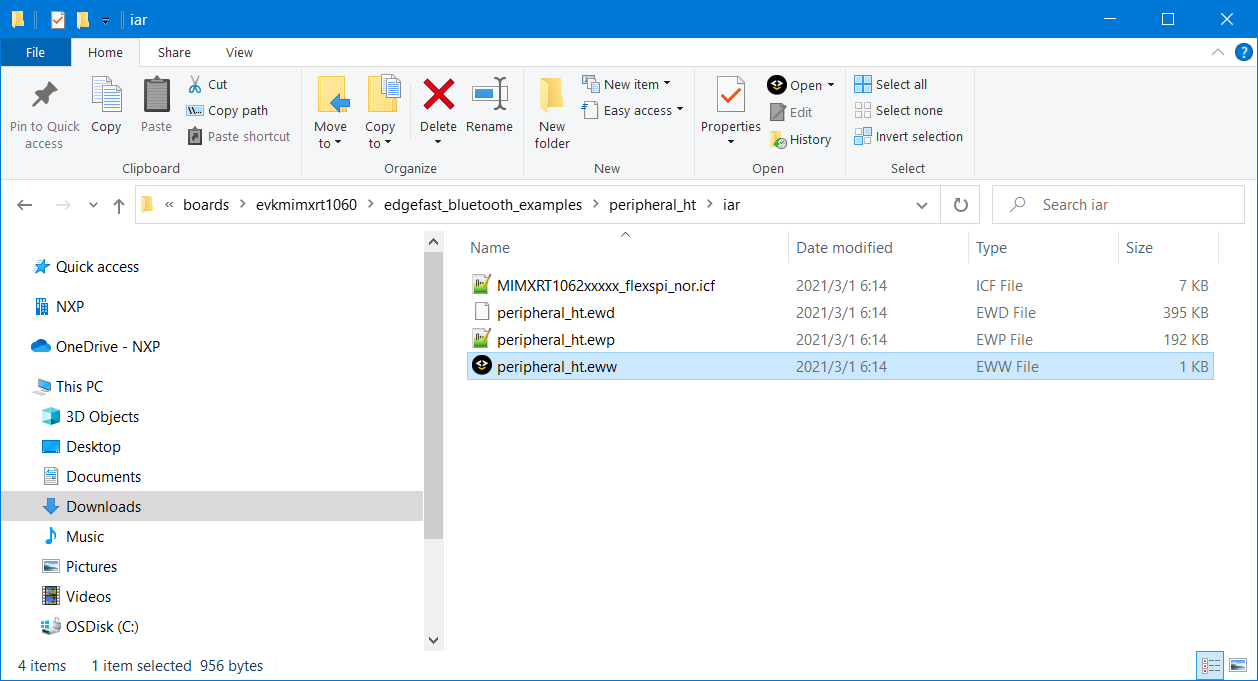 iar
File Home Share View
Pin to Quick access
Copy
Paste
Cut
Copy path
Paste shortcut
Clipboard
Move to
Copy to
Delete
Rename
Organize
New folder
New item
Easy access
New
Properties
Open
Edit
History
Open
Select all
Select none
Invert selection
Select
« boards > evkmimxrt1060 > edgefast_bluetooth_examples > peripheral_ht > iar
Search iar
Quick access
NXP
OneDrive - NXP
This PC
3D Objects
Desktop
Documents
Downloads
Music
Pictures
Videos
OSDisk (C:)
Name Date modified Type Size
MIMXRT1062xxxxx_flexspi_nor.icf 2021/3/1 6:14 ICF File 7 KB
peripheral_ht.ewd 2021/3/1 6:14 EWD File 395 KB
peripheral_ht.ewp 2021/3/1 6:14 EWP File 192 KB
peripheral_ht.eww 2021/3/1 6:14 EWW File 1 KB
4 items 1 item selected 956 bytes